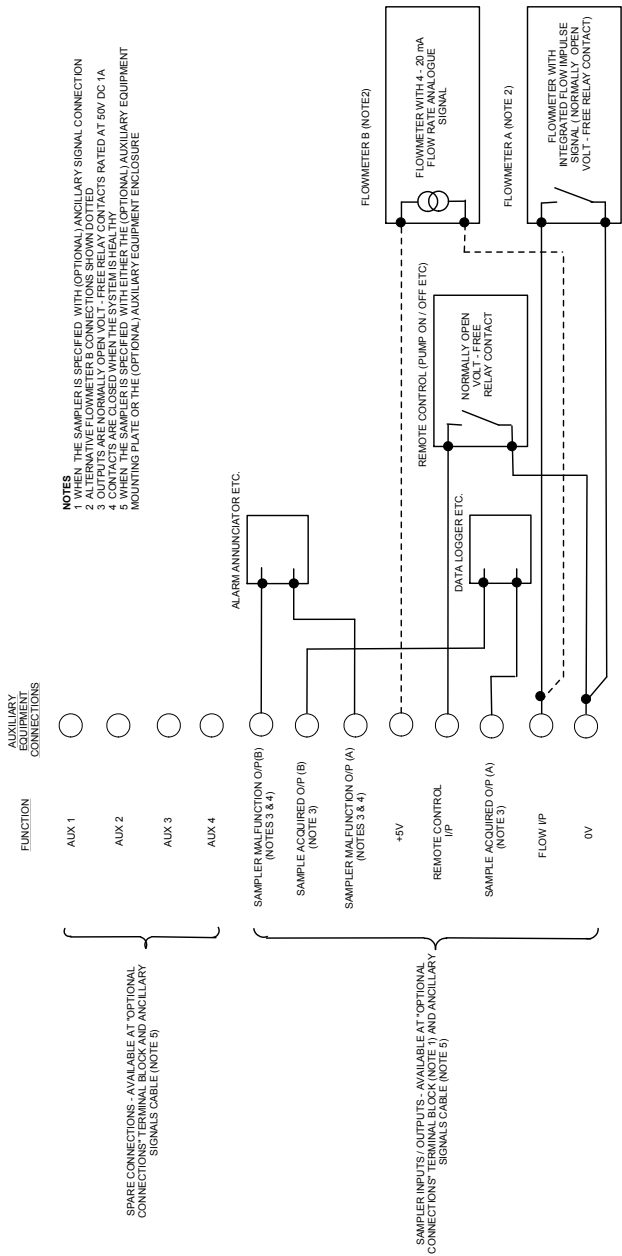 FUNCTION
AUXILIARY
EQUIPMENT
CONNECTIONS
SPARE CONNECTIONS - AVAILABLE AT "OPTIONAL
CONNECTIONS" TERMINAL BLOCK AND ANCILLARY
SIGNALS CABLE (NOTE 5)
AUX 1
AUX 2
AUX 3
AUX 4
SAMPLER INPUTS / OUTPUTS - AVAILABLE AT "OPTIONAL
CONNECTIONS" TERMINAL BLOCK (NOTE 1) AND ANCILLARY
SIGNALS CABLE (NOTE 5)
SAMPLER MALFUNCTION O/P(B)
(NOTES 3 & 4)
SAMPLE ACQUIRED O/P (B)
(NOTE 3)
SAMPLER MALFUNCTION O/P (A)
(NOTES 3 & 4)
+5V
REMOTE CONTROL
I/P
SAMPLE ACQUIRED O/P (A)
(NOTE 3)
FLOW I/P
0V
NOTES
1 WHEN THE SAMPLER IS SPECIFIED WITH (OPTIONAL) ANCILLARY SIGNAL CONNECTION
2 ALTERNATIVE FLOWMETER B CONNECTIONS SHOWN DOTTED
3 OUTPUTS ARE NORMALLY OPEN VOLT - FREE RELAY CONTACTS RATED AT 50V DC 1A
4 CONTACTS ARE CLOSED WHEN THE SYSTEM IS HEALTHY
5 WHEN THE SAMPLER IS SPECIFIED WITH EITHER THE (OPTIONAL) AUXILIARY EQUIPMENT
MOUNTING PLATE OR THE (OPTIONAL) AUXILIARY EQUIPMENT ENCLOSURE
ALARM ANNUNCIATOR ETC.
DATA LOGGER ETC.
REMOTE CONTROL (PUMP ON / OFF ETC)
NORMALLY OPEN
VOLT - FREE
RELAY CONTACT
FLOWMETER B (NOTE2)
FLOWMETER WITH 4 - 20 mA
FLOW RATE ANALOGUE
SIGNAL
FLOWMETER A (NOTE 2)
FLOWMETER WITH
INTEGRATED FLOW IMPULSE
SIGNAL ( NORMALLY OPEN
VOLT - FREE RELAY CONTACT)